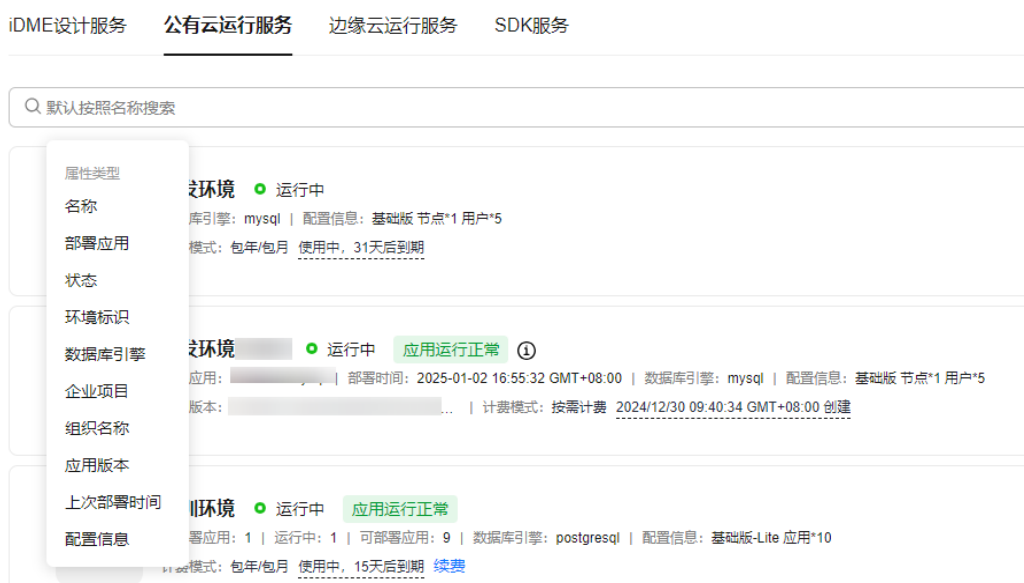 iDME设计服务 公有云运行服务 边缘云运行服务 SDK服务
默认按照名称搜索
属性类型
名称
部署应用
状态
环境标识
数据库引擎
企业项目
组织名称
应用版本
上次部署时间
配置信息
发环境 运行中
库引擎： mysql | 配置信息： 基础版 节点*1 用户*5
模式： 包年/包月 使用中，31天后到期
发环境 运行中 应用运行正常
应用： | 部署时间： 2025-01-02 16:55:32 GMT+08:00 | 数据库引擎： mysql | 配置信息： 基础版 节点*1 用户*5
版本： ... | 计费模式： 按需计费 2024/12/30 09:40:34 GMT+08:00 创建
训环境 运行中 应用运行正常
署应用： 1 | 运行中： 1 | 可部署应用： 9 | 数据库引擎： postgresql | 配置信息： 基础版-Lite 应用*10
计费模式： 包年/包月 使用中，15天后到期 续费